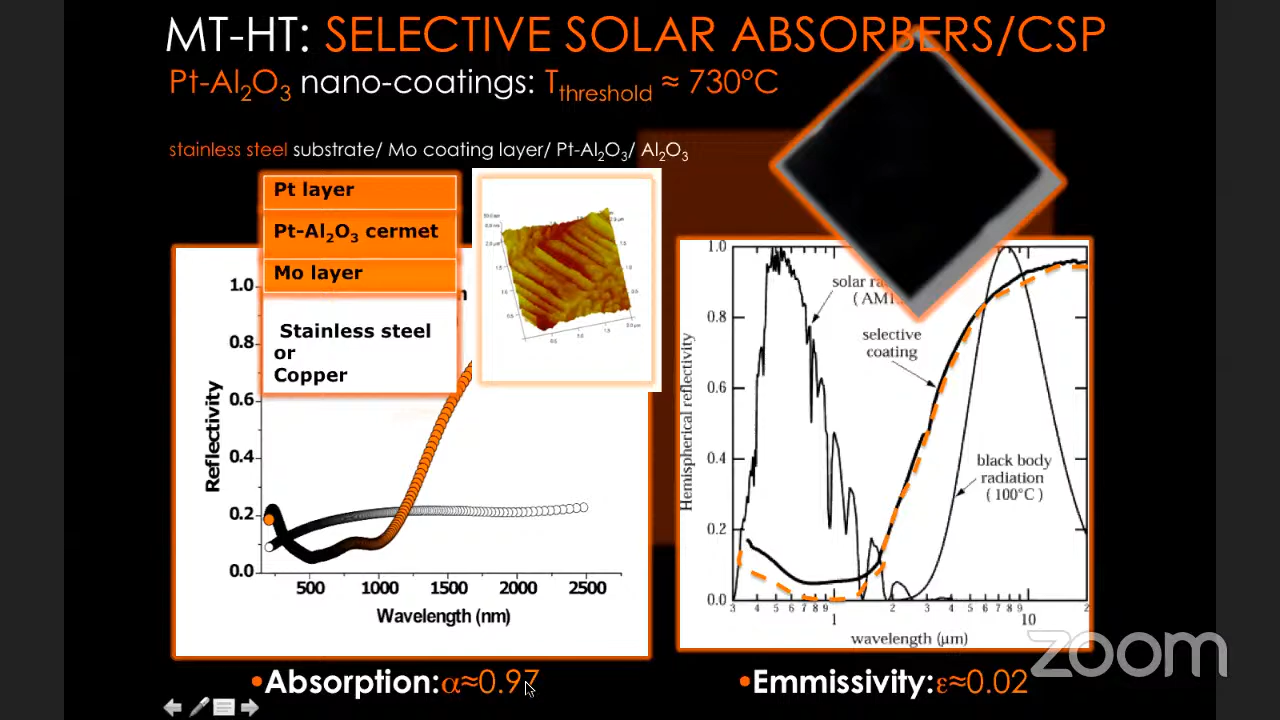 MT-HT: SELECTIVE SOLAR ABSORBERS/CSP
Pt-Al2O3 nano-coatings: Tthreshold ≈ 730°C
stainless steel substrate/ Mo coating layer/ Pt-Al2O3/ Al2O3
Pt layer
Pt-Al2O3 cermet
Mo layer
Stainless steel
or
Copper
1.0
0.8
0.6
0.4
0.2
0.0
Reflectivity
500 1000 1500 2000 2500
Wavelength (nm)
1.0
0.8
0.6
0.4
0.2
0.0
Hemispherical reflectivity
solar
(AM1.
selective
coating
black body
radiation
(100°C)
3 4 5 6 7 8 9 2 3 4 5 6 7 8 9 2
1 10
wavelength (μm)
zoom
•Absorption:α≈0.97
•Emmissivity:ε≈0.02